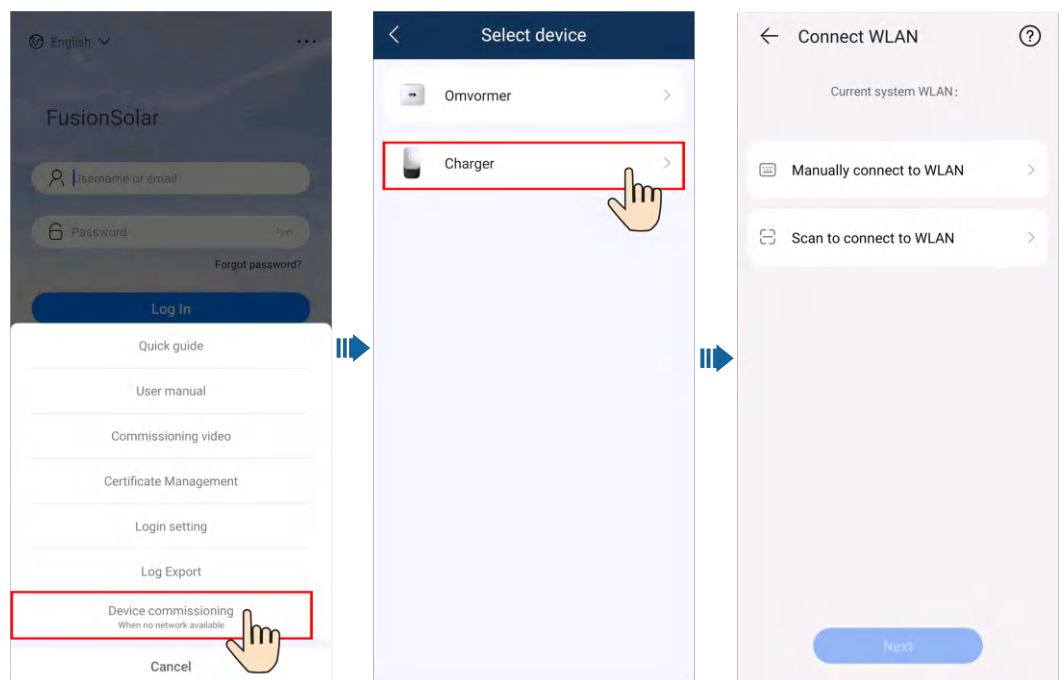 English
...
FusionSolar
Username or email
Password
Forgot password?
Log In
Quick guide
User manual
Commissioning video
Certificate Management
Login setting
Log Export
Device commissioning
When no network available
Cancel
Select device
Omvormer
Charger
Connect WLAN
Current system WLAN:
Manually connect to WLAN
Scan to connect to WLAN
Next